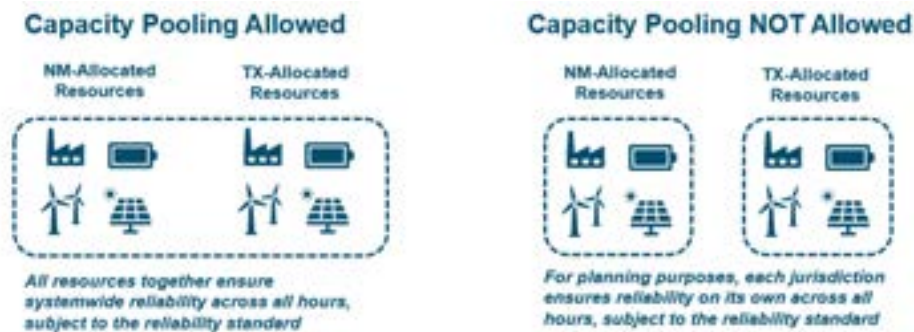 Capacity Pooling Allowed
NM-Allocated
Resources
TX-Allocated
Resources
All resources together ensure
systemwide reliability across all hours,
subject to the reliability standard
Capacity Pooling NOT Allowed
NM-Allocated
Resources
TX-Allocated
Resources
For planning purposes, each jurisdiction
ensures reliability on its own across all
hours, subject to the reliability standard